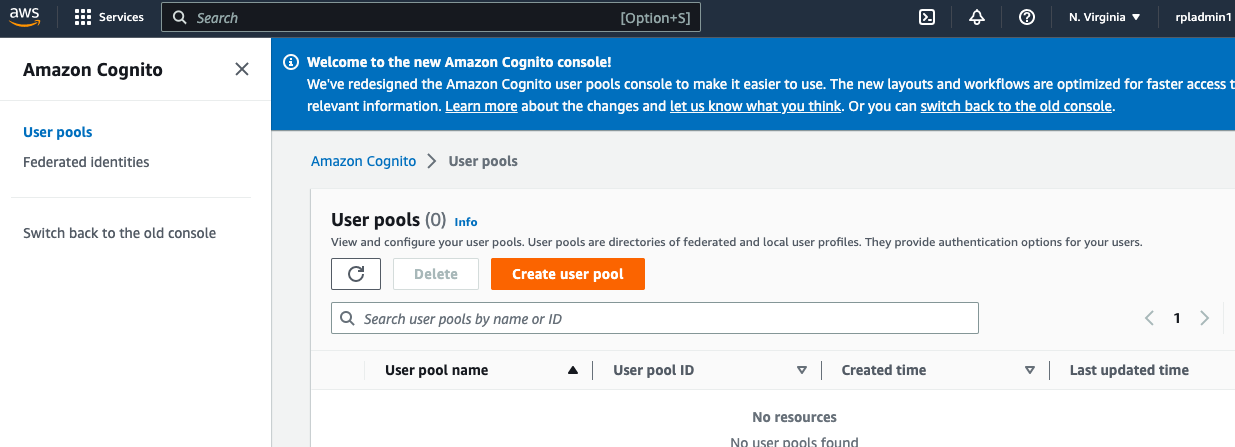 aws Services Search [Option+S] N. Virginia rpladmin1
Amazon Cognito
User pools
Federated identities
Switch back to the old console
Welcome to the new Amazon Cognito console!
We've redesigned the Amazon Cognito user pools console to make it easier to use. The new layouts and workflows are optimized for faster access t
relevant information. Learn more about the changes and let us know what you think. Or you can switch back to the old console.
Amazon Cognito User pools
User pools (0) Info
View and configure your user pools. User pools are directories of federated and local user profiles. They provide authentication options for your users.
Delete Create user pool
Search user pools by name or ID 1
User pool name User pool ID Created time Last updated time
No resources
No user pools found